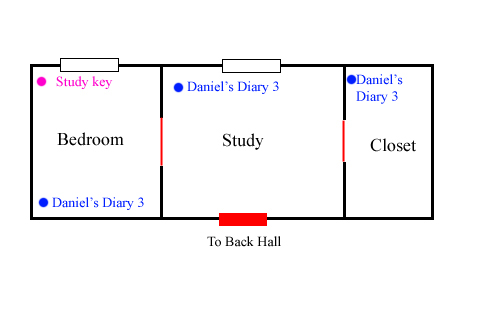 Study key
Daniel's Diary 3
Daniel's
Diary 3
Bedroom
Study
Closet
Daniel's Diary 3
To Back Hall